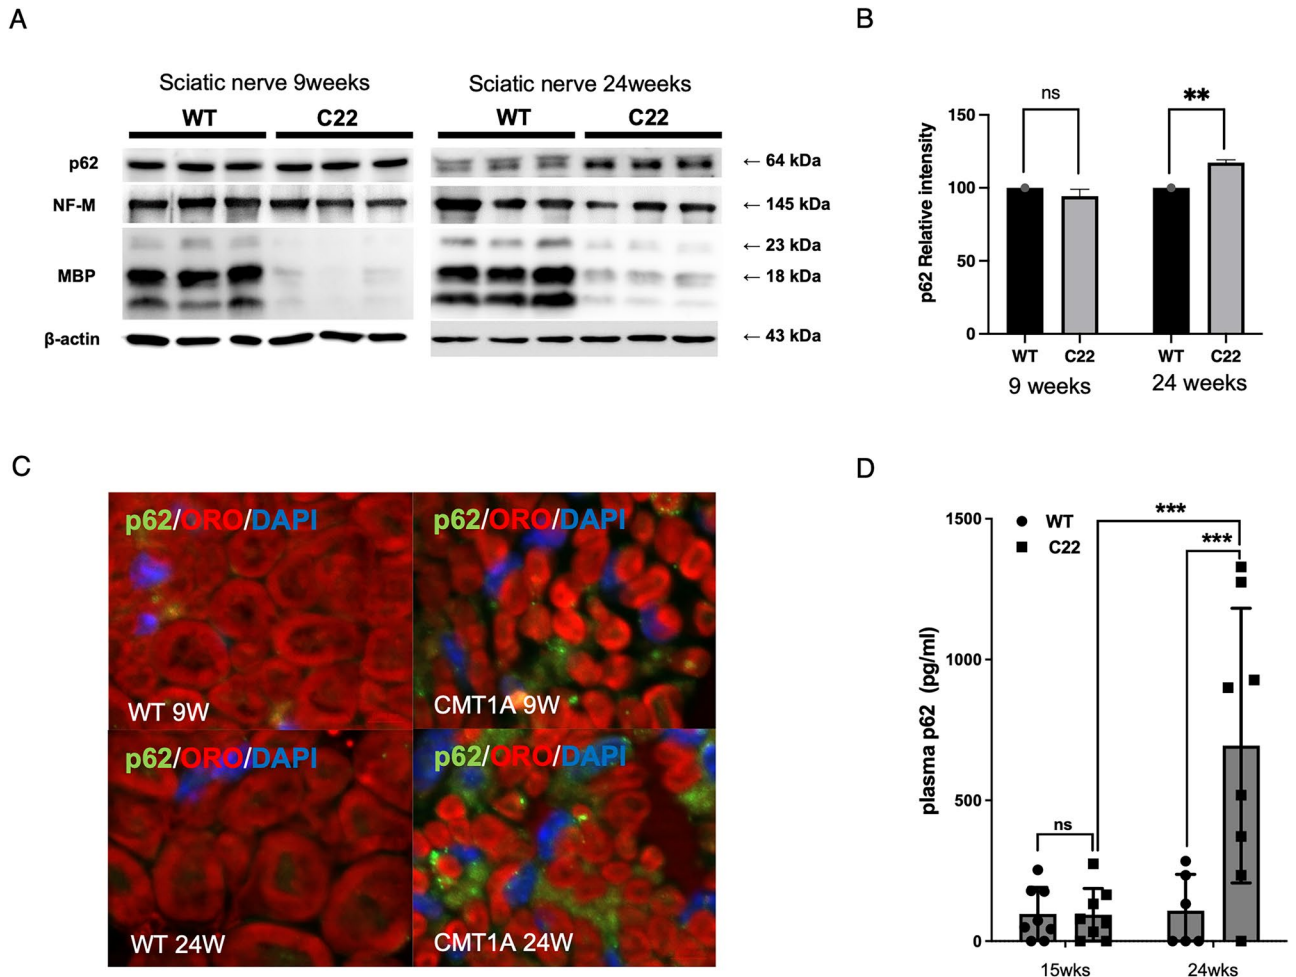 A
Sciatic nerve 9weeks
Sciatic nerve 24weeks
WT
C22
WT
C22
p62
← 64 kDa
NF-M
← 145 kDa
← 23 kDa
MBP
← 18 kDa
β-actin
← 43 kDa
B
p62 Relative intensity
150
100
50
0
ns
**
WT
C22
WT
C22
9 weeks
24 weeks
C
p62/ORO/DAPI
WT 9W
p62/ORO/DAPI
CMT1A 9W
p62/ORO/DAPI
WT 24W
p62/ORO/DAPI
CMT1A 24W
D
plasma p62 (pg/ml)
1500
1000
500
0
WT
C22
***
***
ns
15wks
24wks